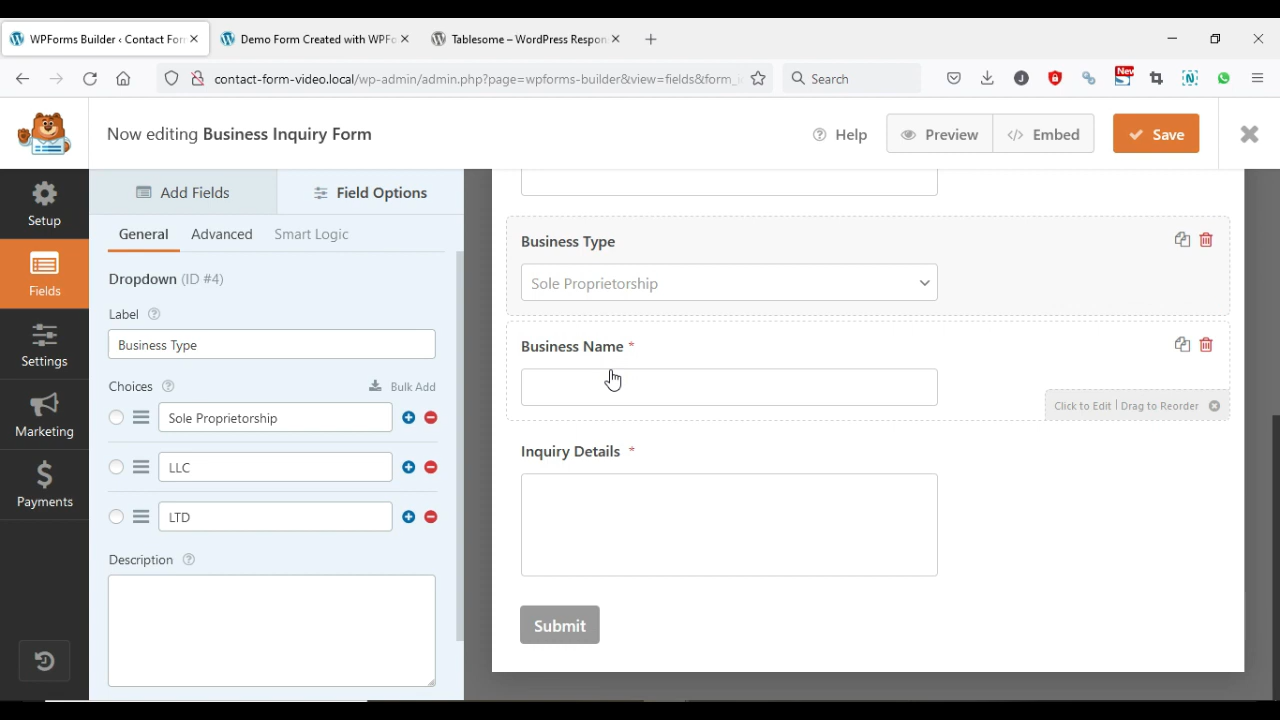 WPForms Builder ‹ Contact For
Demo Form Created with WPFo
Tablesome – WordPress Respon
contact-form-video.local/wp-admin/admin.php?page=wpforms-builder&view=fields&form_
Search
New
Now editing Business Inquiry Form
Help
Preview
</> Embed
Save
Setup
Fields
Settings
Marketing
Payments
Add Fields
Field Options
General
Advanced
Smart Logic
Dropdown (ID #4)
Label
Business Type
Choices
Bulk Add
Sole Proprietorship
LLC
LTD
Description
Business Type
Sole Proprietorship
Business Name *
Click to Edit | Drag to Reorder
Inquiry Details *
Submit